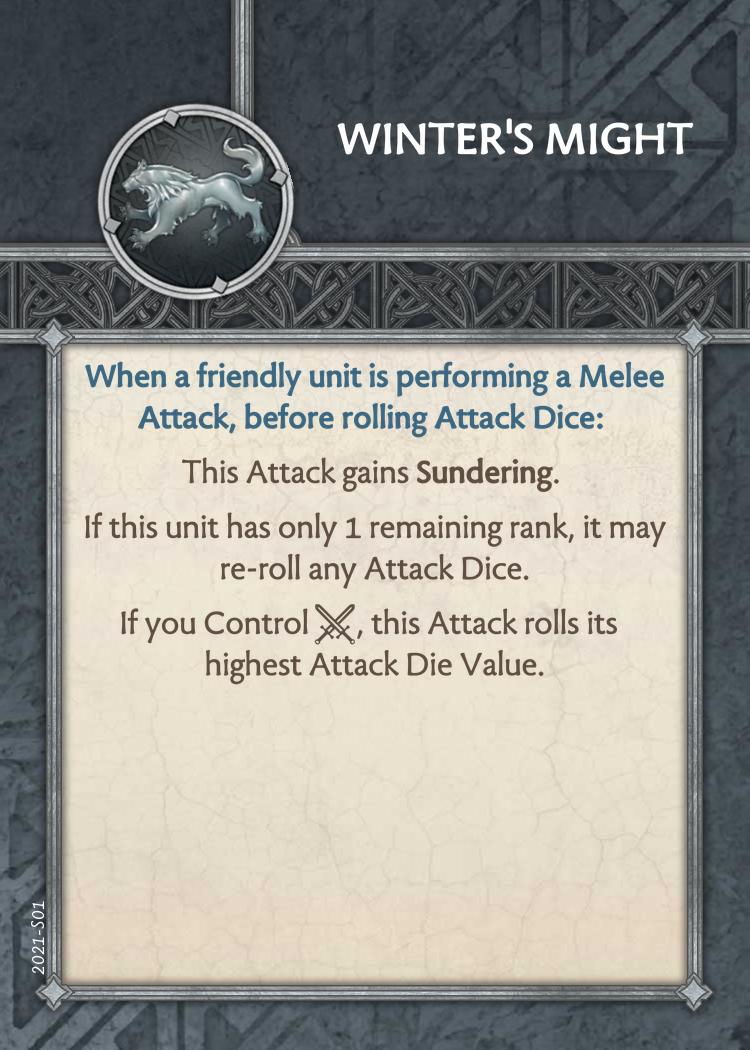 WINTER'S MIGHT
When a friendly unit is performing a Melee
Attack, before rolling Attack Dice:
This Attack gains Sundering.
If this unit has only 1 remaining rank, it may
re-roll any Attack Dice.
If you Control , this Attack rolls its
highest Attack Die Value.
2021-S01